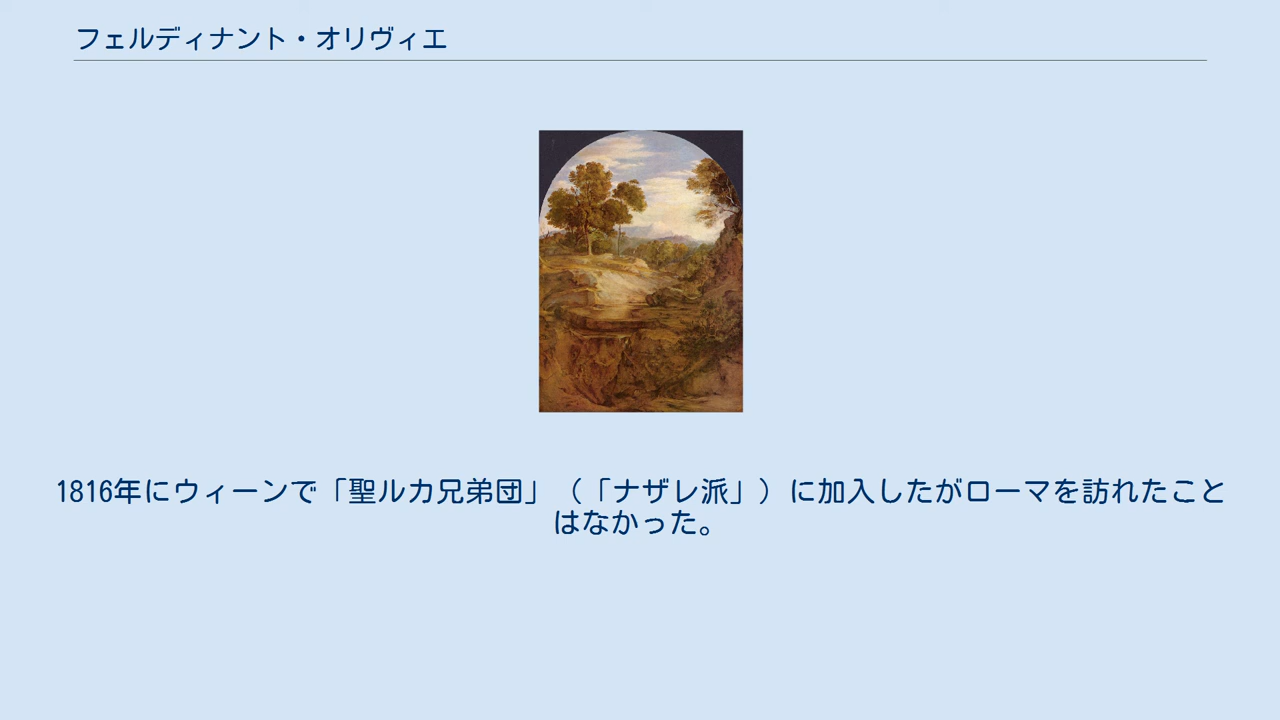 フェルディナント・オリヴィエ
1816年にウィーンで「聖ルカ兄弟団」（「ナザレ派」）に加入したがローマを訪れたこと
はなかった。